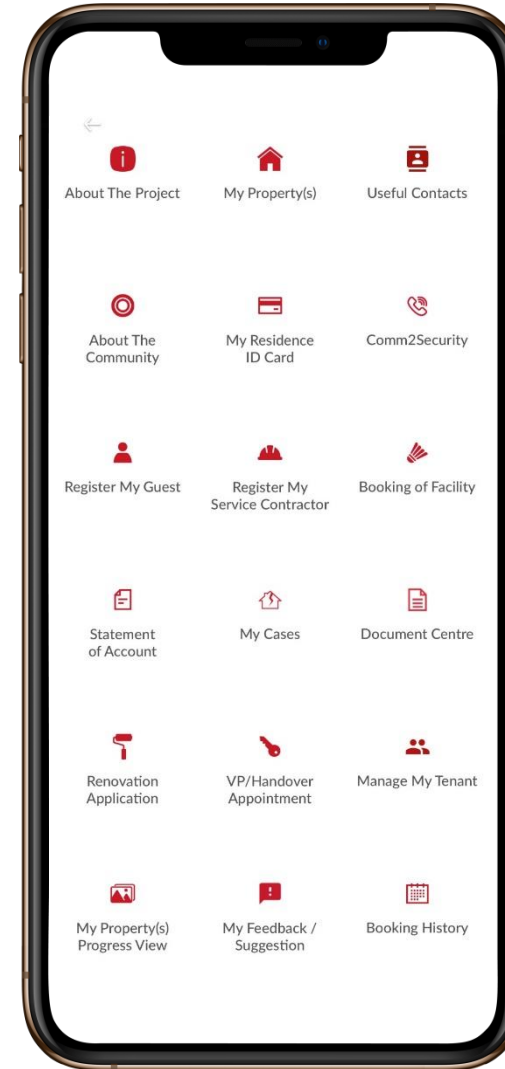 About The Project
My Property(s)
Useful Contacts
About The
Community
My Residence
ID Card
Comm2Security
Register My Guest
Register My
Service Contractor
Booking of Facility
Statement
of Account
My Cases
Document Centre
Renovation
Application
VP/Handover
Appointment
Manage My Tenant
My Property(s)
Progress View
My Feedback /
Suggestion
Booking History